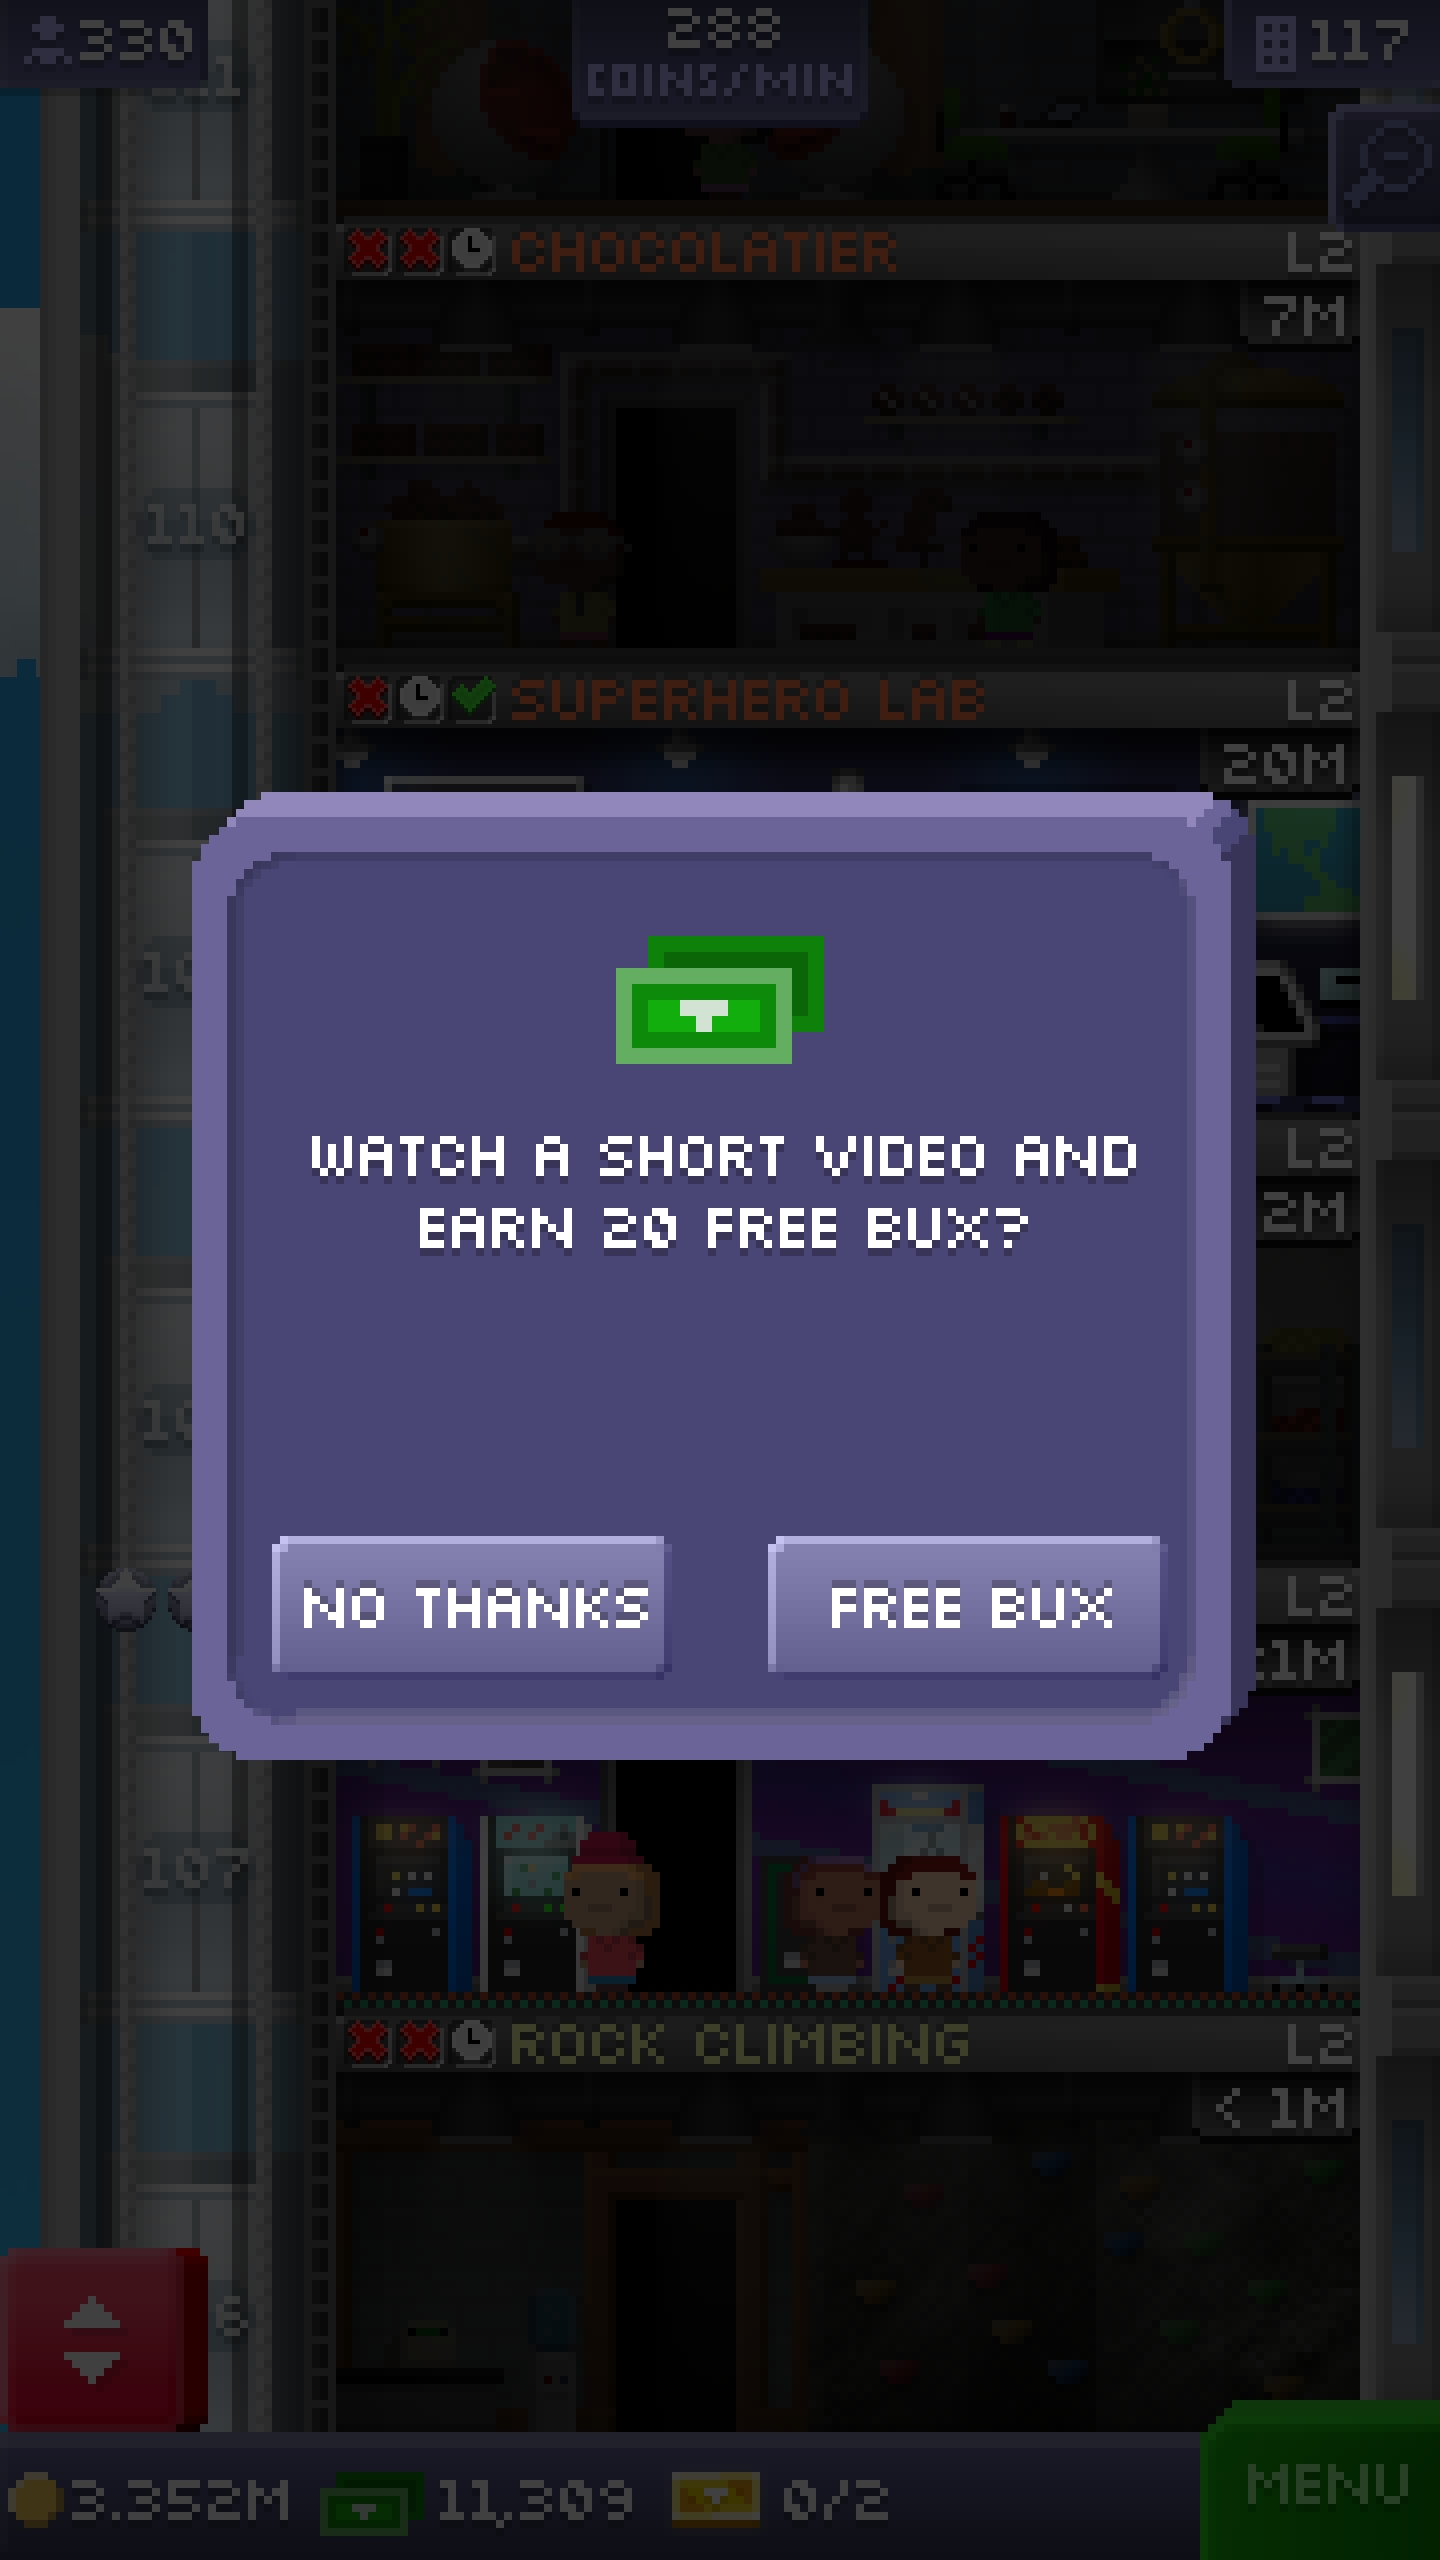 330
288
COINS/MIN
117
CHOCOLATIER
L2
7M
110
SUPERHERO LAB
L2
20M
WATCH A SHORT VIDEO AND
EARN 20 FREE BUX?
L2
2M
NO THANKS
FREE BUX
L2
1M
107
ROCK CLIMBING
L2
< 1M
6
3.352M
11,309
0/2
MENU